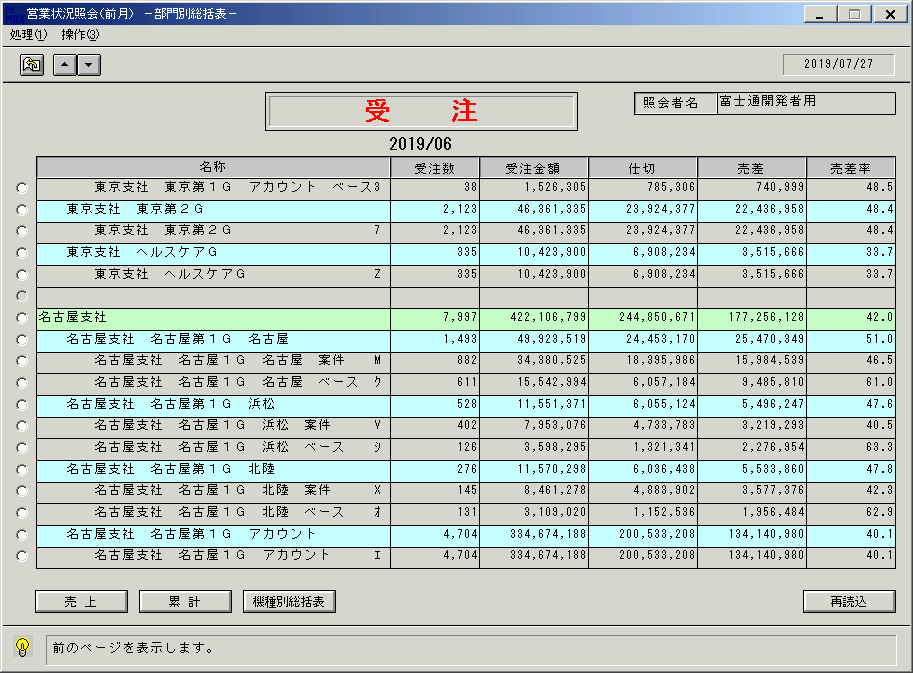 営業状況照会(前月) －部門別総括表－
処理(1) 操作(3)
2019/07/27
受 注
照会者名 富士通開発者用
2019/06
名称 受注数 受注金額 仕切 売差 売差率
東京支社 東京第１Ｇ アカウント ベース3 38 1,526,305 785,306 740,999 48.5
東京支社 東京第２Ｇ 2,123 46,361,335 23,924,377 22,436,958 48.4
東京支社 東京第２Ｇ 7 2,123 46,361,335 23,924,377 22,436,958 48.4
東京支社 ヘルスケアＧ 335 10,423,900 6,908,234 3,515,666 33.7
東京支社 ヘルスケアＧ Z 335 10,423,900 6,908,234 3,515,666 33.7
名古屋支社 7,997 422,106,799 244,850,671 177,256,128 42.0
名古屋支社 名古屋第１Ｇ 名古屋 1,493 49,923,519 24,453,170 25,470,349 51.0
名古屋支社 名古屋１Ｇ 名古屋 案件 M 882 34,380,525 18,395,986 15,984,539 46.5
名古屋支社 名古屋１Ｇ 名古屋 ベース ｸ 611 15,542,994 6,057,184 9,485,810 61.0
名古屋支社 名古屋第１Ｇ 浜松 528 11,551,371 6,055,124 5,496,247 47.6
名古屋支社 名古屋１Ｇ 浜松 案件 V 402 7,953,076 4,733,783 3,219,293 40.5
名古屋支社 名古屋１Ｇ 浜松 ベース ｼ 126 3,598,295 1,321,341 2,276,954 63.3
名古屋支社 名古屋第１Ｇ 北陸 276 11,570,298 6,036,438 5,533,860 47.8
名古屋支社 名古屋１Ｇ 北陸 案件 X 145 8,461,278 4,883,902 3,577,376 42.3
名古屋支社 名古屋１Ｇ 北陸 ベース ｵ 131 3,109,020 1,152,536 1,956,484 62.9
名古屋支社 名古屋第１Ｇ アカウント 4,704 334,674,188 200,533,208 134,140,980 40.1
名古屋支社 名古屋１Ｇ アカウント I 4,704 334,674,188 200,533,208 134,140,980 40.1
売 上 累 計 機種別総括表 再読込
前のページを表示します。